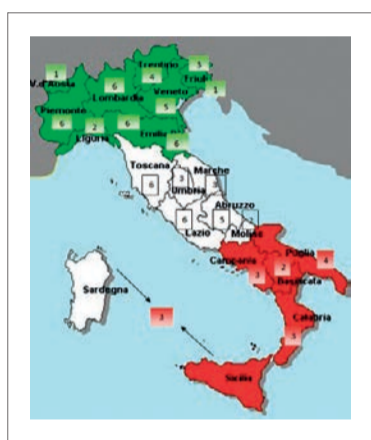 Trentino
3
1
4
Friuli
V.d'Aosta
6
Lombardia
Veneto
1
5
Piemonte
6
2
6
Liguria
Emilia
6
Toscana
Marche
3
6
Umbria
Abruzzo
6
5
Lazio
Molise
Puglia
Campania
2
4
3
Basilicata
Sardegna
Calabria
3
Sicilia